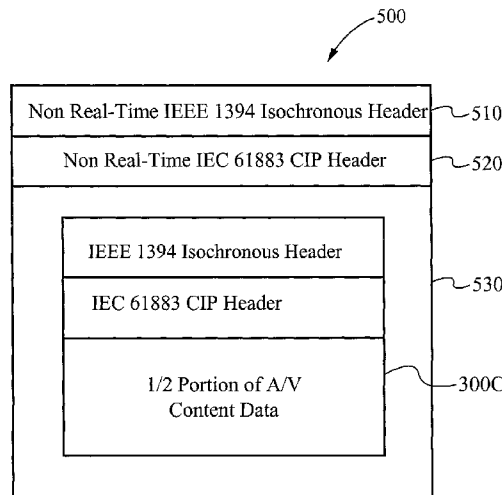 500
Non Real-Time IEEE 1394 Isochronous Header
510
Non Real-Time IEC 61883 CIP Header
520
IEEE 1394 Isochronous Header
IEC 61883 CIP Header
530
1/2 Portion of A/V
Content Data
300C